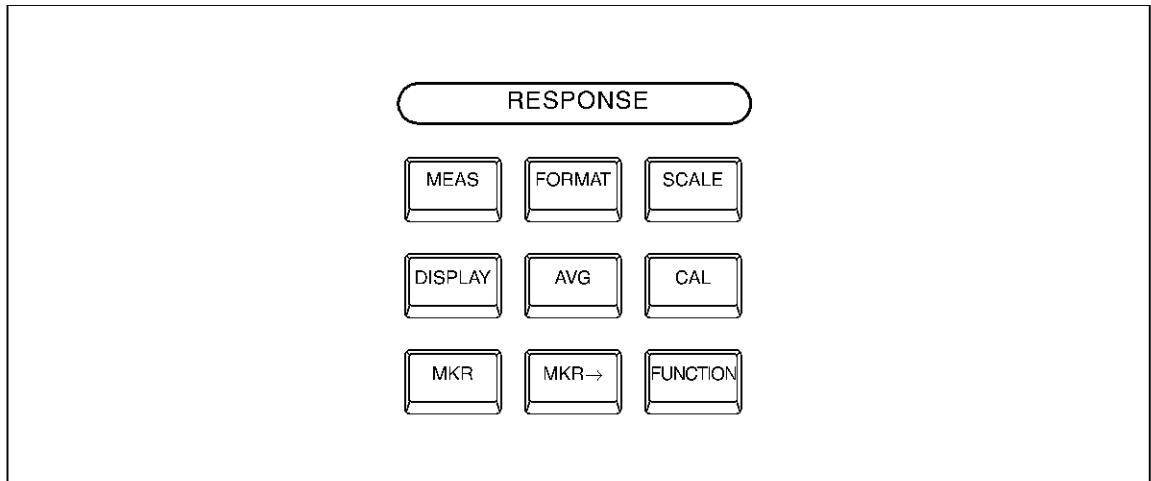 RESPONSE
MEAS FORMAT SCALE
DISPLAY AVG CAL
MKR MKR→ FUNCTION